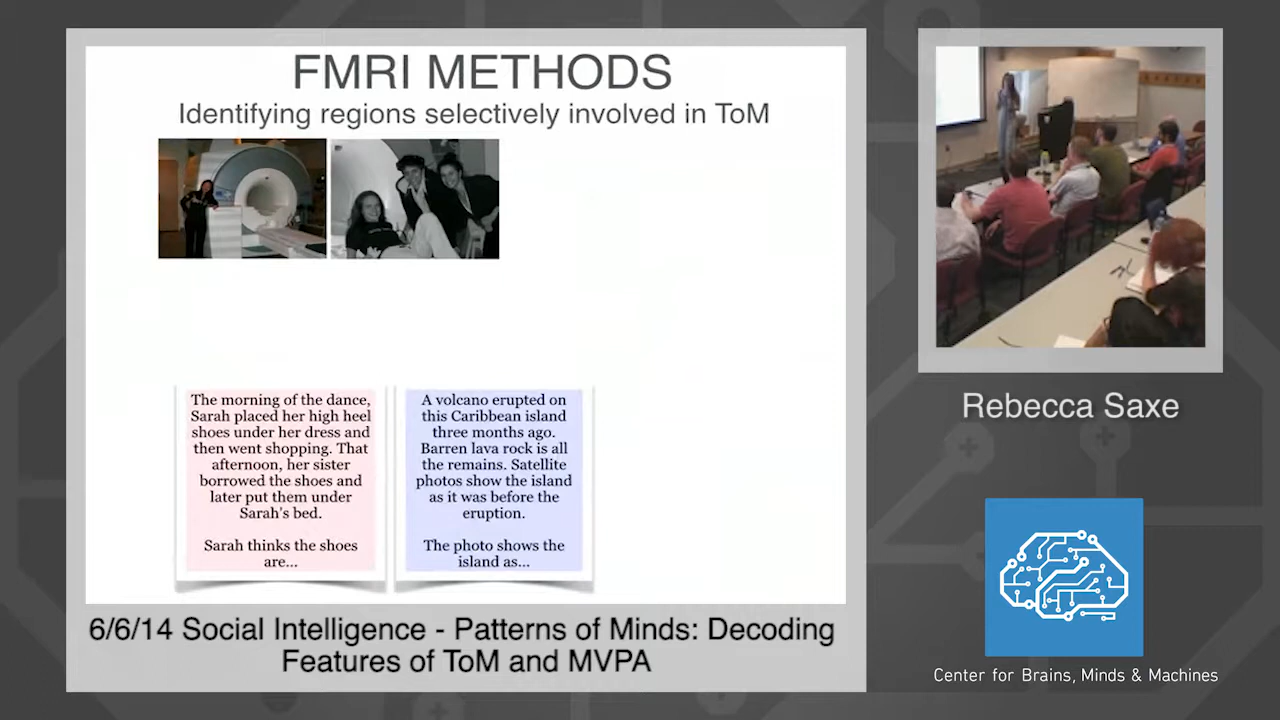 FMRI METHODS
Identifying regions selectively involved in ToM
The morning of the dance,
Sarah placed her high heel
shoes under her dress and
then went shopping. That
afternoon, her sister
borrowed the shoes and
later put them under
Sarah's bed.
Sarah thinks the shoes
are...
A volcano erupted on
this Caribbean island
three months ago.
Barren lava rock is all
the remains. Satellite
photos show the island
as it was before the
eruption.
The photo shows the
island as...
6/6/14 Social Intelligence - Patterns of Minds: Decoding
Features of ToM and MVPA
Rebecca Saxe
Center for Brains, Minds & Machines